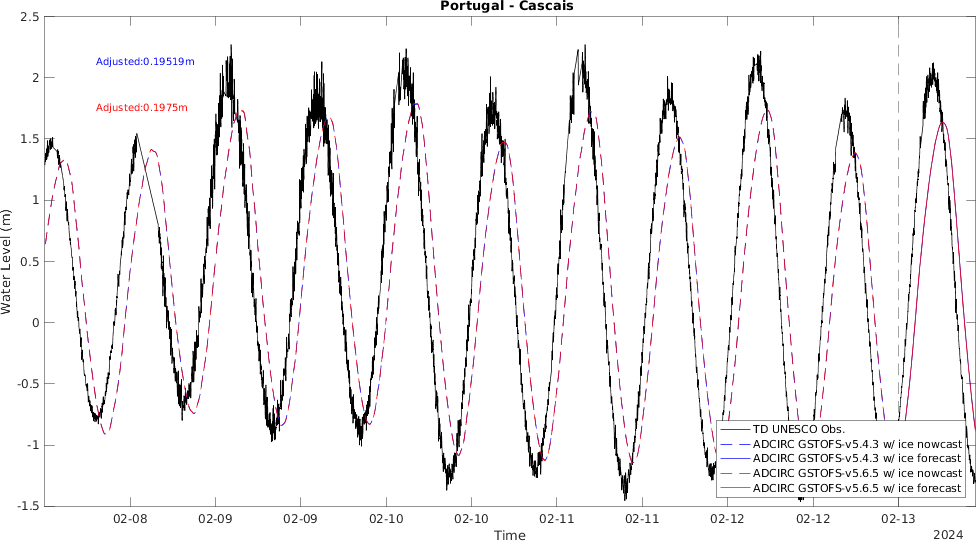 Portugal - Cascais
2.5
Adjusted:0.19519m
2
Adjusted:0.1975m
1.5
1
0.5
0
-0.5
-1
-1.5
Water Level (m)
TD UNESCO Obs.
ADCIRC GSTOFS-v5.4.3 w/ ice nowcast
ADCIRC GSTOFS-v5.4.3 w/ ice forecast
ADCIRC GSTOFS-v5.6.5 w/ ice nowcast
ADCIRC GSTOFS-v5.6.5 w/ ice forecast
02-08 02-09 02-09 02-10 02-10 02-11 02-11 02-12 02-12 02-13
Time
2024